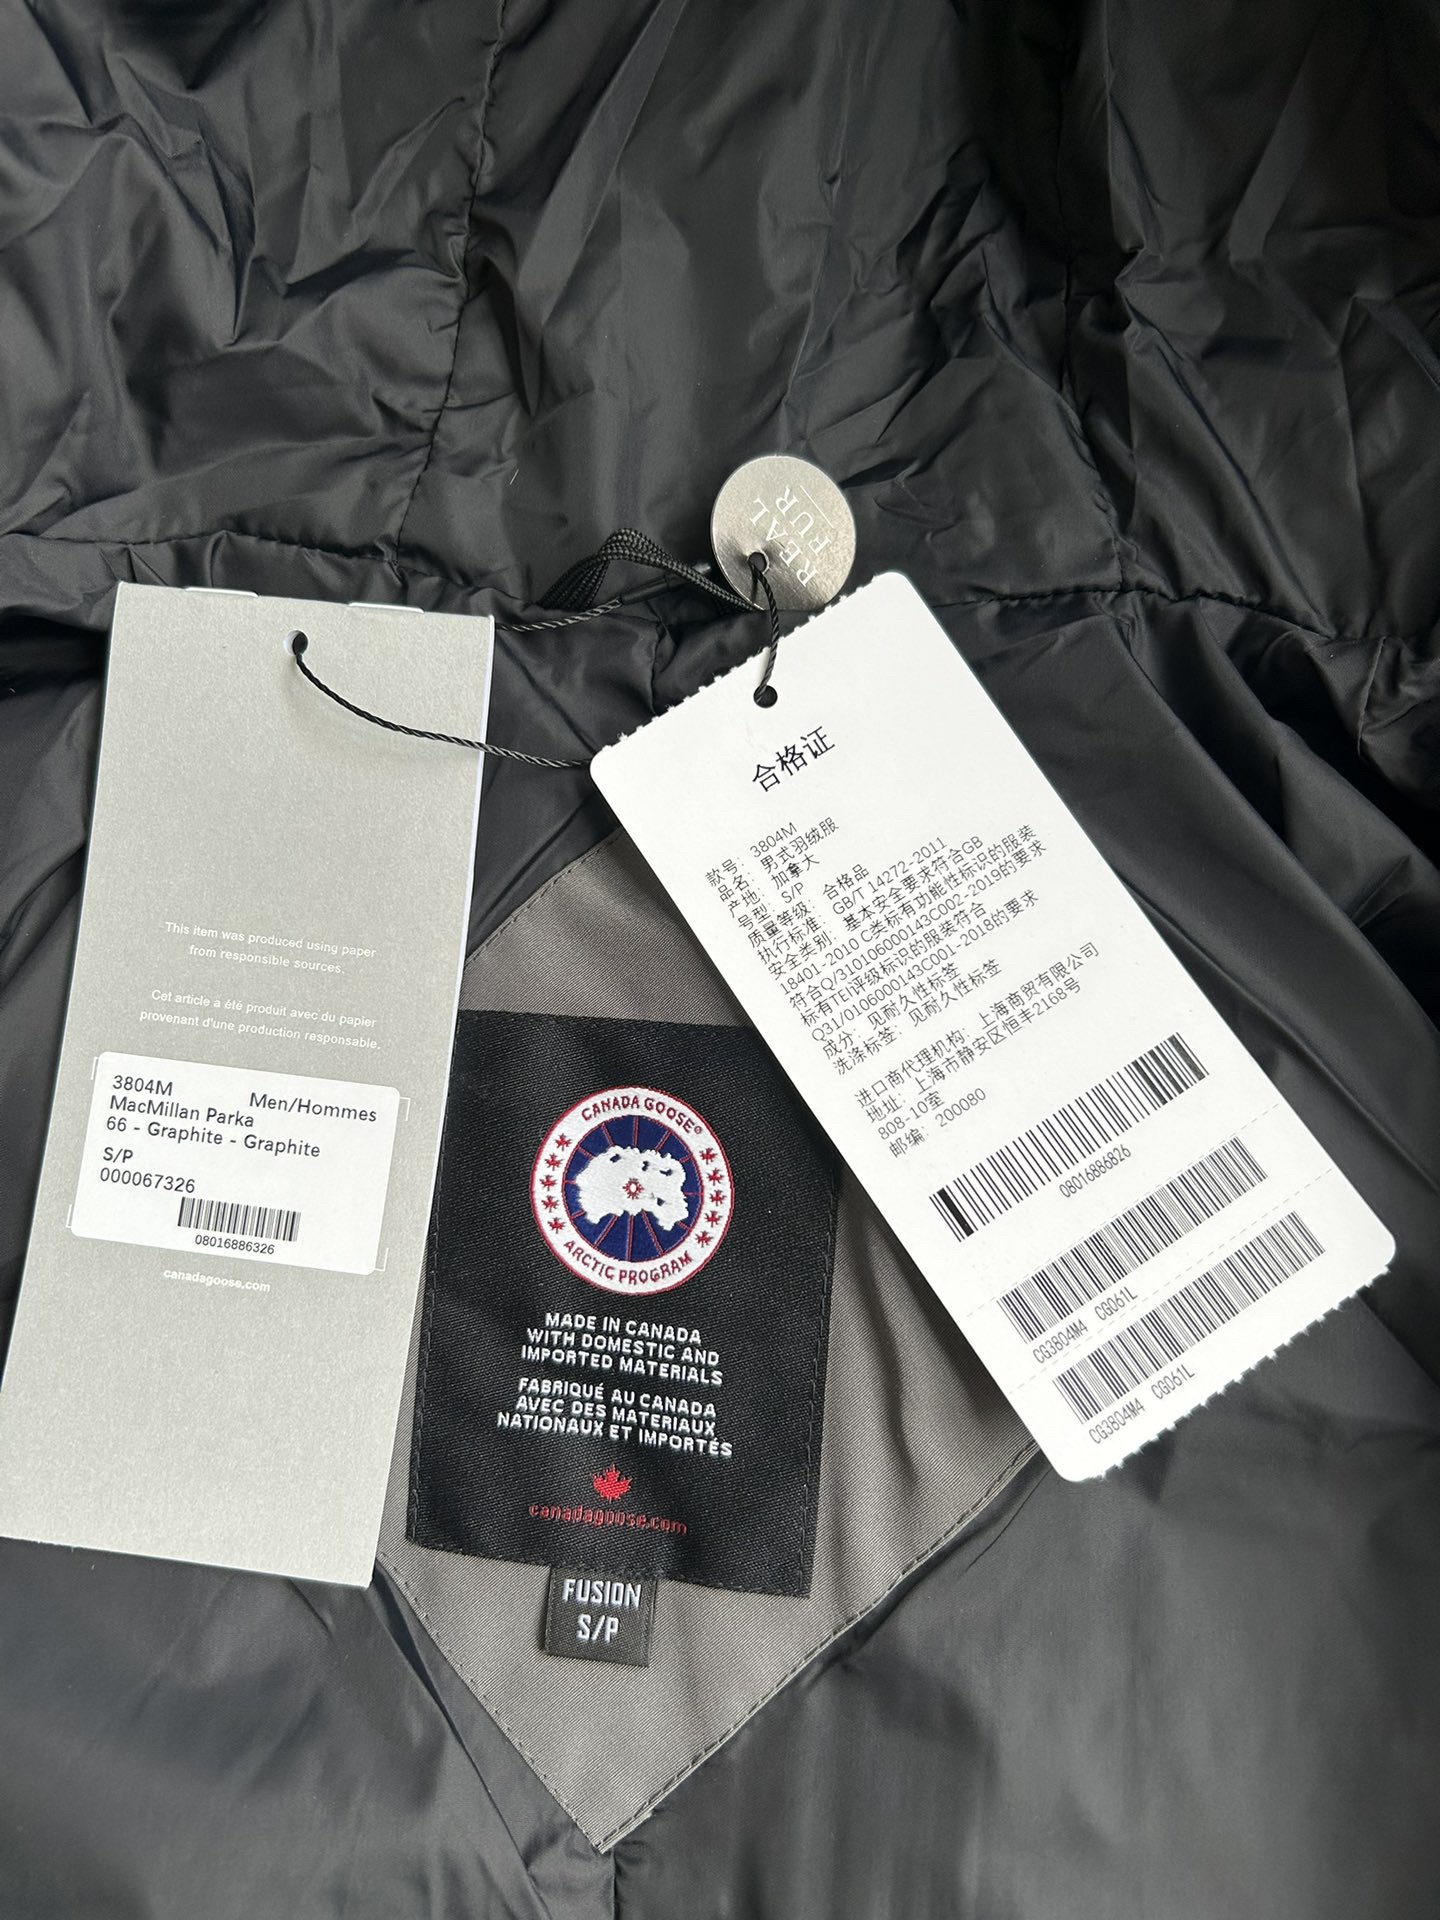 REAL
FUR
This item was produced using paper
from responsible sources.
Cet article a été produit avec du papier
provenant d'une production responsable.
3804M Men/Hommes
MacMillan Parka
66 - Graphite - Graphite
S/P
000067326
08016886326
canadagoose.com
合格证
款号: 3804M
品名: 男式羽绒服
产地: 加拿大
号型: S/P
质量等级: 合格品
执行标准: GB/T 14272-2011
安全类别: 基本安全要求符合GB
18401-2010 C类标有功能性标识的服装
符合Q/310106000143C002-2019的要求
标有TEI评级标识的服装符合
Q31/0106000143C001-2018的要求
成分: 见耐久性标签
洗涤标签: 见耐久性标签
进口商代理机构: 上海商贸有限公司
地址: 上海市静安区恒丰2168号
808-10室
邮编: 200080
08016886826
CG3804M4 CG061L
CG3804M4 CG061L
CANADA GOOSE®
ARCTIC PROGRAM
MADE IN CANADA
WITH DOMESTIC AND
IMPORTED MATERIALS
FABRIQUÉ AU CANADA
AVEC DES MATERIAUX
NATIONAUX ET IMPORTÉS
canadagoose.com
FUSION
S/P